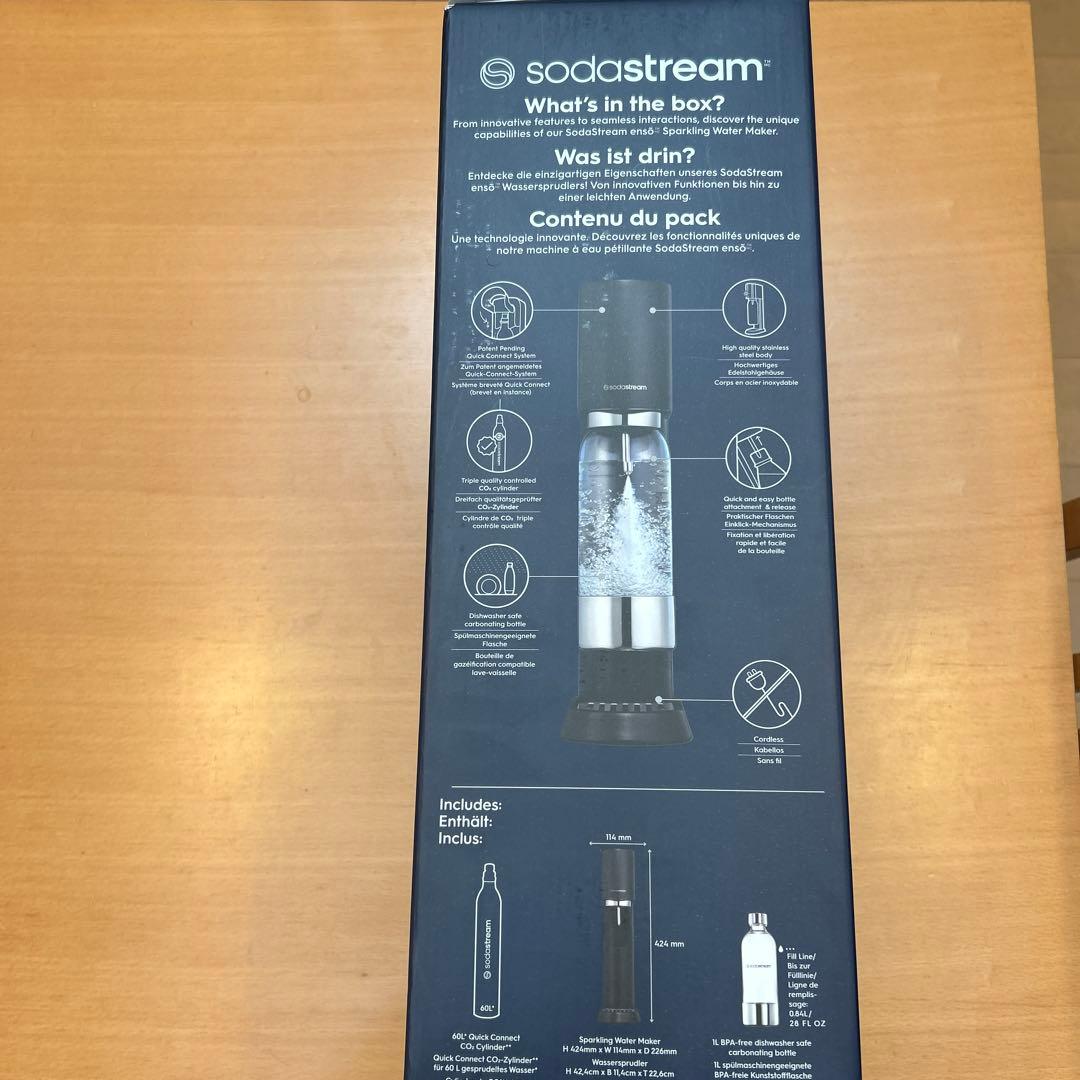 sodastream™
What's in the box?
From innovative features to seamless interactions, discover the unique
capabilities of our SodaStream ensō™ Sparkling Water Maker.
Was ist drin?
Entdecke die einzigartigen Eigenschaften unseres SodaStream
ensō™ Wassersprudlers! Von innovativen Funktionen bis hin zu
einer leichten Anwendung.
Contenu du pack
Une technologie innovante. Découvrez les fonctionnalités uniques de
notre machine à eau pétillante SodaStream ensō™.
Patent Pending
Quick Connect System
Zum Patent angemeldetes
Quick-Connect-System
Système breveté Quick Connect
(brevet en instance)
High quality stainless
steel body
Hochwertiges
Edelstahlgehäuse
Corps en acier inoxydable
sodastream
Triple quality controlled
CO₂ cylinder
Dreifach qualitätsgeprüfter
CO₂-Zylinder
Cylindre de CO₂ triple
contrôle qualité
Quick and easy bottle
attachment & release
Praktischer Flaschen
Einklick-Mechanismus
Fixation et libération
rapide et facile
de la bouteille
Dishwasher safe
carbonating bottle
Spülmaschinengeeignete
Flasche
Bouteille de
gazéification compatible
lave-vaisselle
Cordless
Kabellos
Sans fil
Includes:
Enthält:
Inclus:
sodastream
60L*
60L* Quick Connect
CO₂ Cylinder**
Quick Connect CO₂-Zylinder**
für 60 L gesprudeltes Wasser*
114 mm
424 mm
Sparkling Water Maker
H 424mm x W 114mm x D 226mm
Wassersprudler
H 42,4cm x B 11,4cm x T 22,6cm
sodastream
Fill Line/
Bis zur
Fülllinie/
Ligne de
remplis-
sage:
0.84L/
28 FL OZ
1L BPA-free dishwasher safe
carbonating bottle
1L spülmaschinengeeignete
BPA-freie Kunststoffflasche